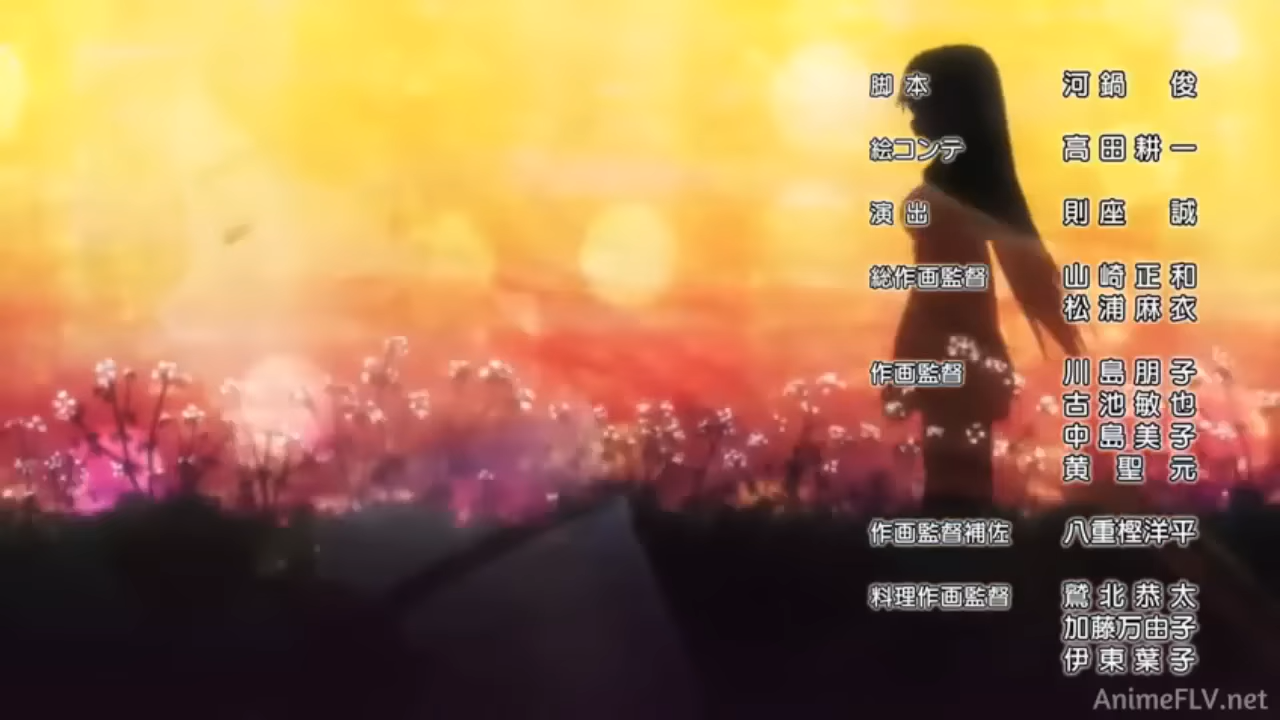 脚本 河鍋 俊
絵コンテ 高田耕一
演出 則座 誠
総作画監督 山崎正和
松浦麻衣
作画監督 川島朋子
古池敏也
中島美子
黄 聖元
作画監督補佐 八重樫洋平
料理作画監督 鷲北恭太
加藤万由子
伊東葉子
AnimeFLV.net